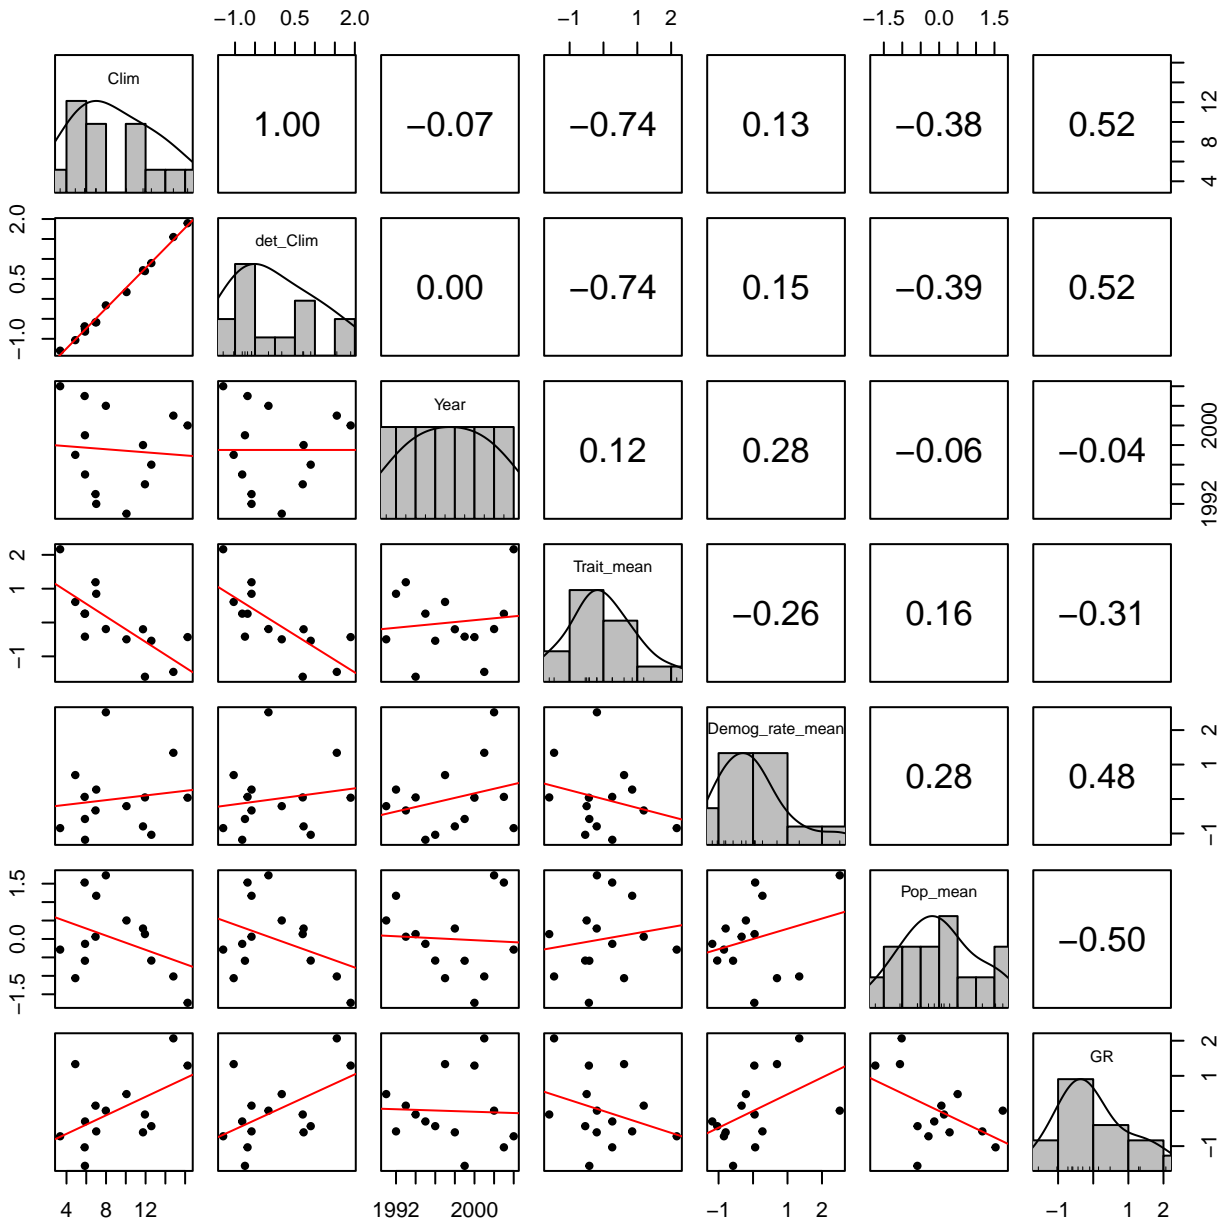 −1.0 0.5 2.0 −1 1 2 −1.5 0.0 1.5
Clim 1.00 −0.07 −0.74 0.13 −0.38 0.52 4 8 12
−1.0 0.5 2.0 det_Clim 0.00 −0.74 0.15 −0.39 0.52
Year 0.12 0.28 −0.06 −0.04 1992 2000
−1 1 2 Trait_mean −0.26 0.16 −0.31
Demog_rate_mean 0.28 0.48 −1 1 2
−1.5 0.0 1.5 Pop_mean −0.50
GR −1 1 2
4 8 12 1992 2000 −1 1 2 −1 1 2